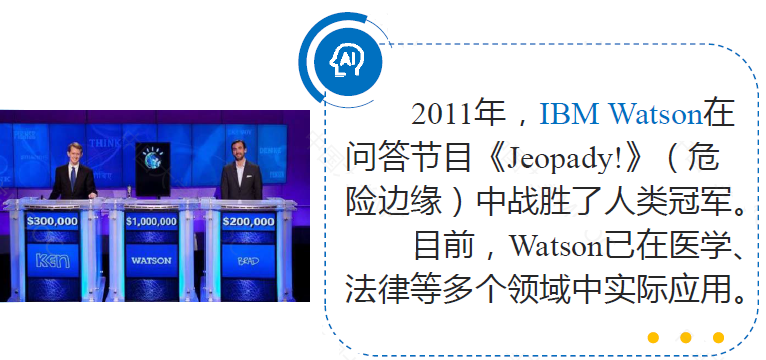 AI
2011年，IBM Watson在
问答节目《Jeopady!》（危
险边缘）中战胜了人类冠军。
目前，Watson已在医学、
法律等多个领域中实际应用。
THINK
$300,000
$1,000,000
$200,000
KEN
WATSON
BRAD